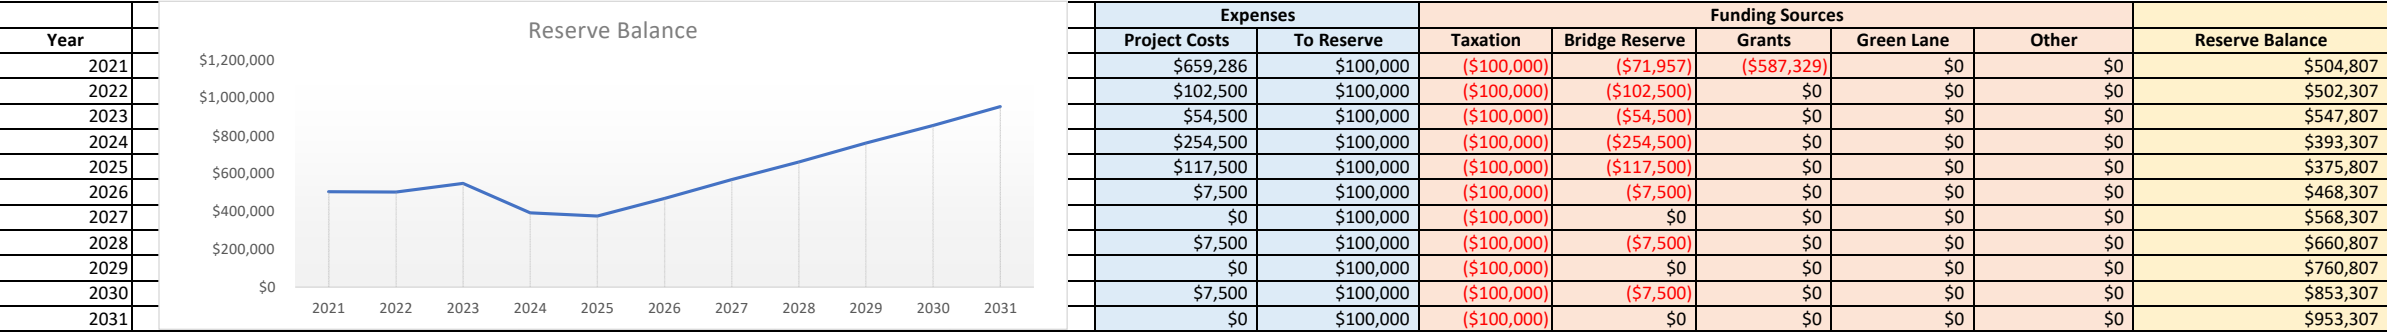 Expenses Funding Sources
Year Project Costs To Reserve Taxation Bridge Reserve Grants Green Lane Other Reserve Balance
2021 $659,286 $100,000 ($100,000) ($71,957) ($587,329) $0 $0 $504,807
2022 $102,500 $100,000 ($100,000) ($102,500) $0 $0 $0 $502,307
2023 $54,500 $100,000 ($100,000) ($54,500) $0 $0 $0 $547,807
2024 $254,500 $100,000 ($100,000) ($254,500) $0 $0 $0 $393,307
2025 $117,500 $100,000 ($100,000) ($117,500) $0 $0 $0 $375,807
2026 $7,500 $100,000 ($100,000) ($7,500) $0 $0 $0 $468,307
2027 $0 $100,000 ($100,000) $0 $0 $0 $0 $568,307
2028 $7,500 $100,000 ($100,000) ($7,500) $0 $0 $0 $660,807
2029 $0 $100,000 ($100,000) $0 $0 $0 $0 $760,807
2030 $7,500 $100,000 ($100,000) ($7,500) $0 $0 $0 $853,307
2031 $0 $100,000 ($100,000) $0 $0 $0 $0 $953,307
Reserve Balance
$1,200,000
$1,000,000
$800,000
$600,000
$400,000
$200,000
$0
2021 2022 2023 2024 2025 2026 2027 2028 2029 2030 2031